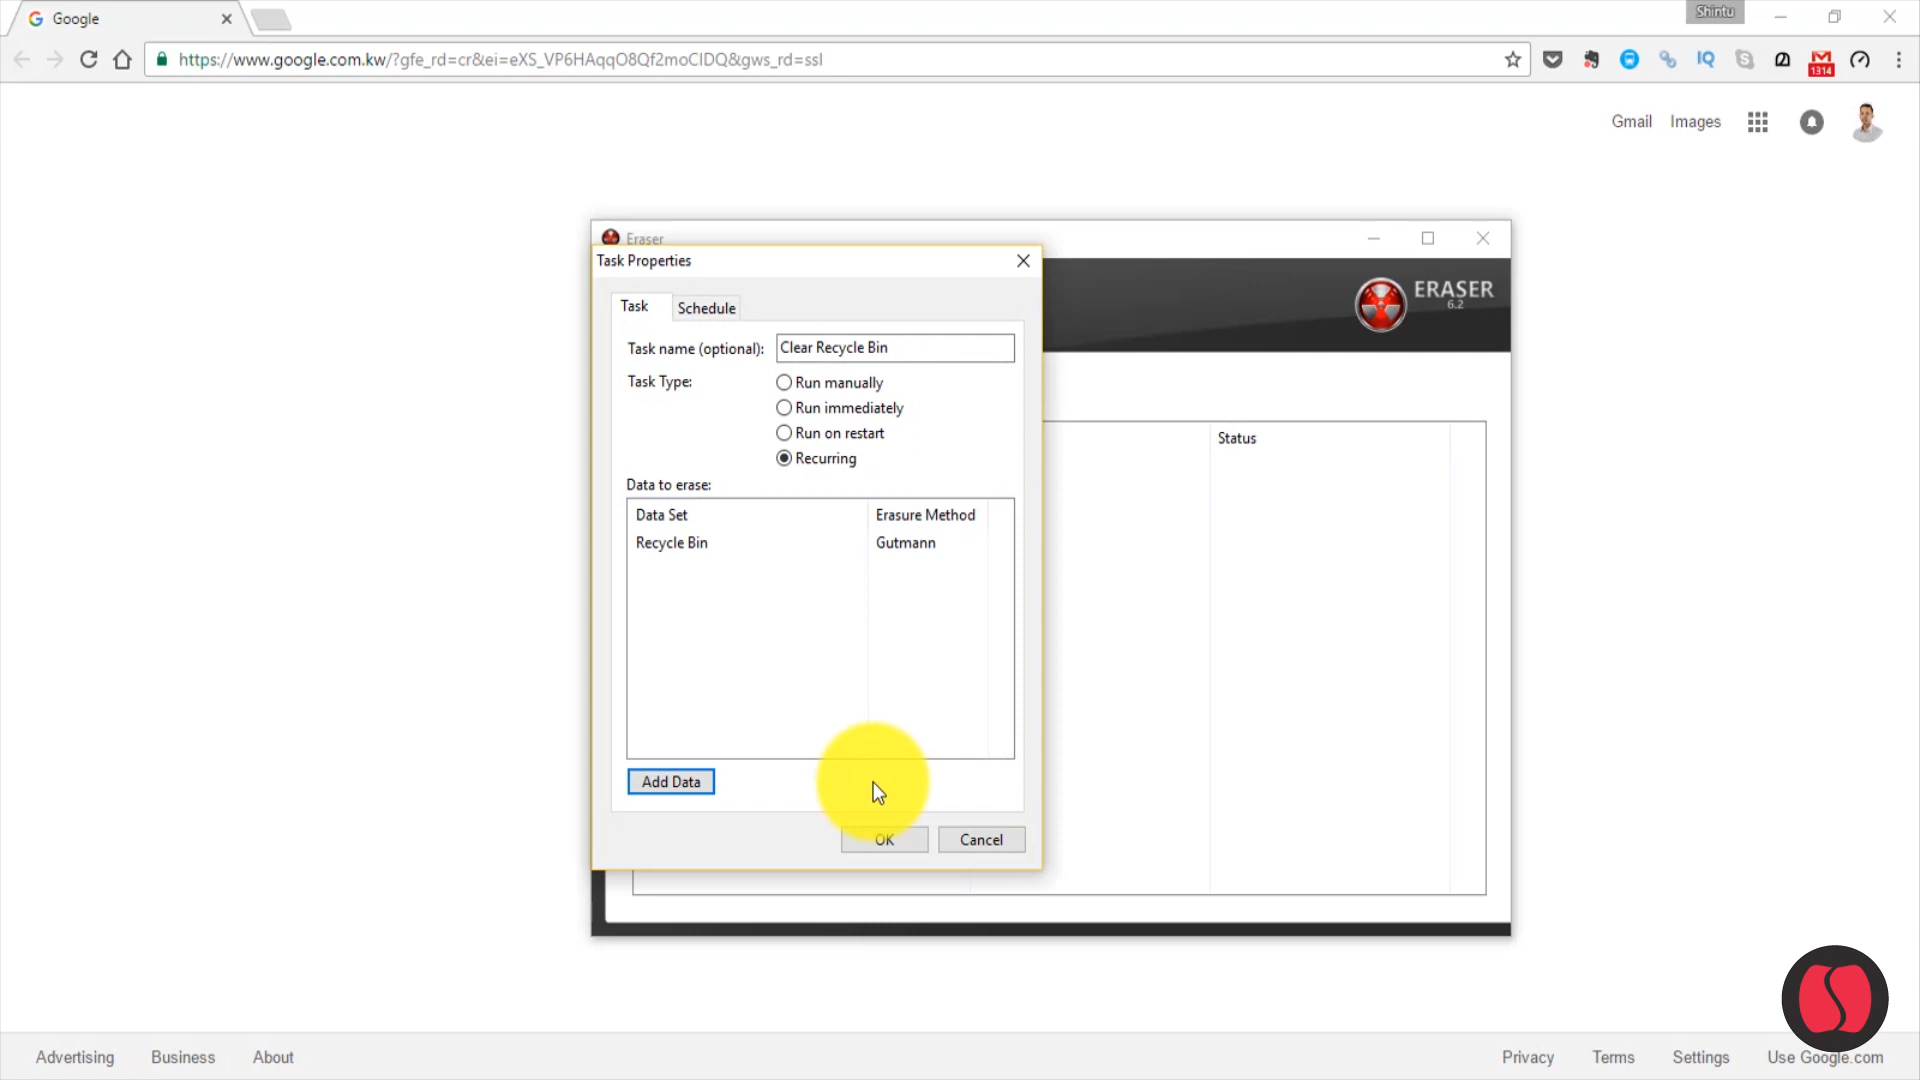 Google
Shintu
https://www.google.com.kw/?gfe_rd=cr&ei=eXS_VP6HAqqO8Qf2moCIDQ&gws_rd=ssl
IQ
1314
Gmail Images
Eraser
Task Properties
ERASER
6.2
Task Schedule
Task name (optional): Clear Recycle Bin
Task Type:
Run manually
Run immediately
Run on restart
Recurring
Status
Data to erase:
Data Set Erasure Method
Recycle Bin Gutmann
Add Data
OK Cancel
Advertising Business About Privacy Terms Settings Use Google.com